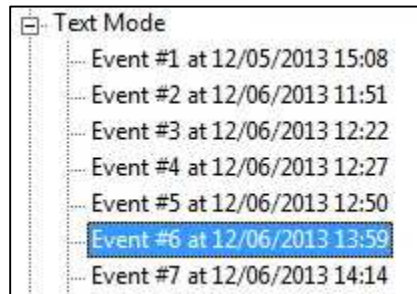 Text Mode
Event #1 at 12/05/2013 15:08
Event #2 at 12/06/2013 11:51
Event #3 at 12/06/2013 12:22
Event #4 at 12/06/2013 12:27
Event #5 at 12/06/2013 12:50
Event #6 at 12/06/2013 13:59
Event #7 at 12/06/2013 14:14